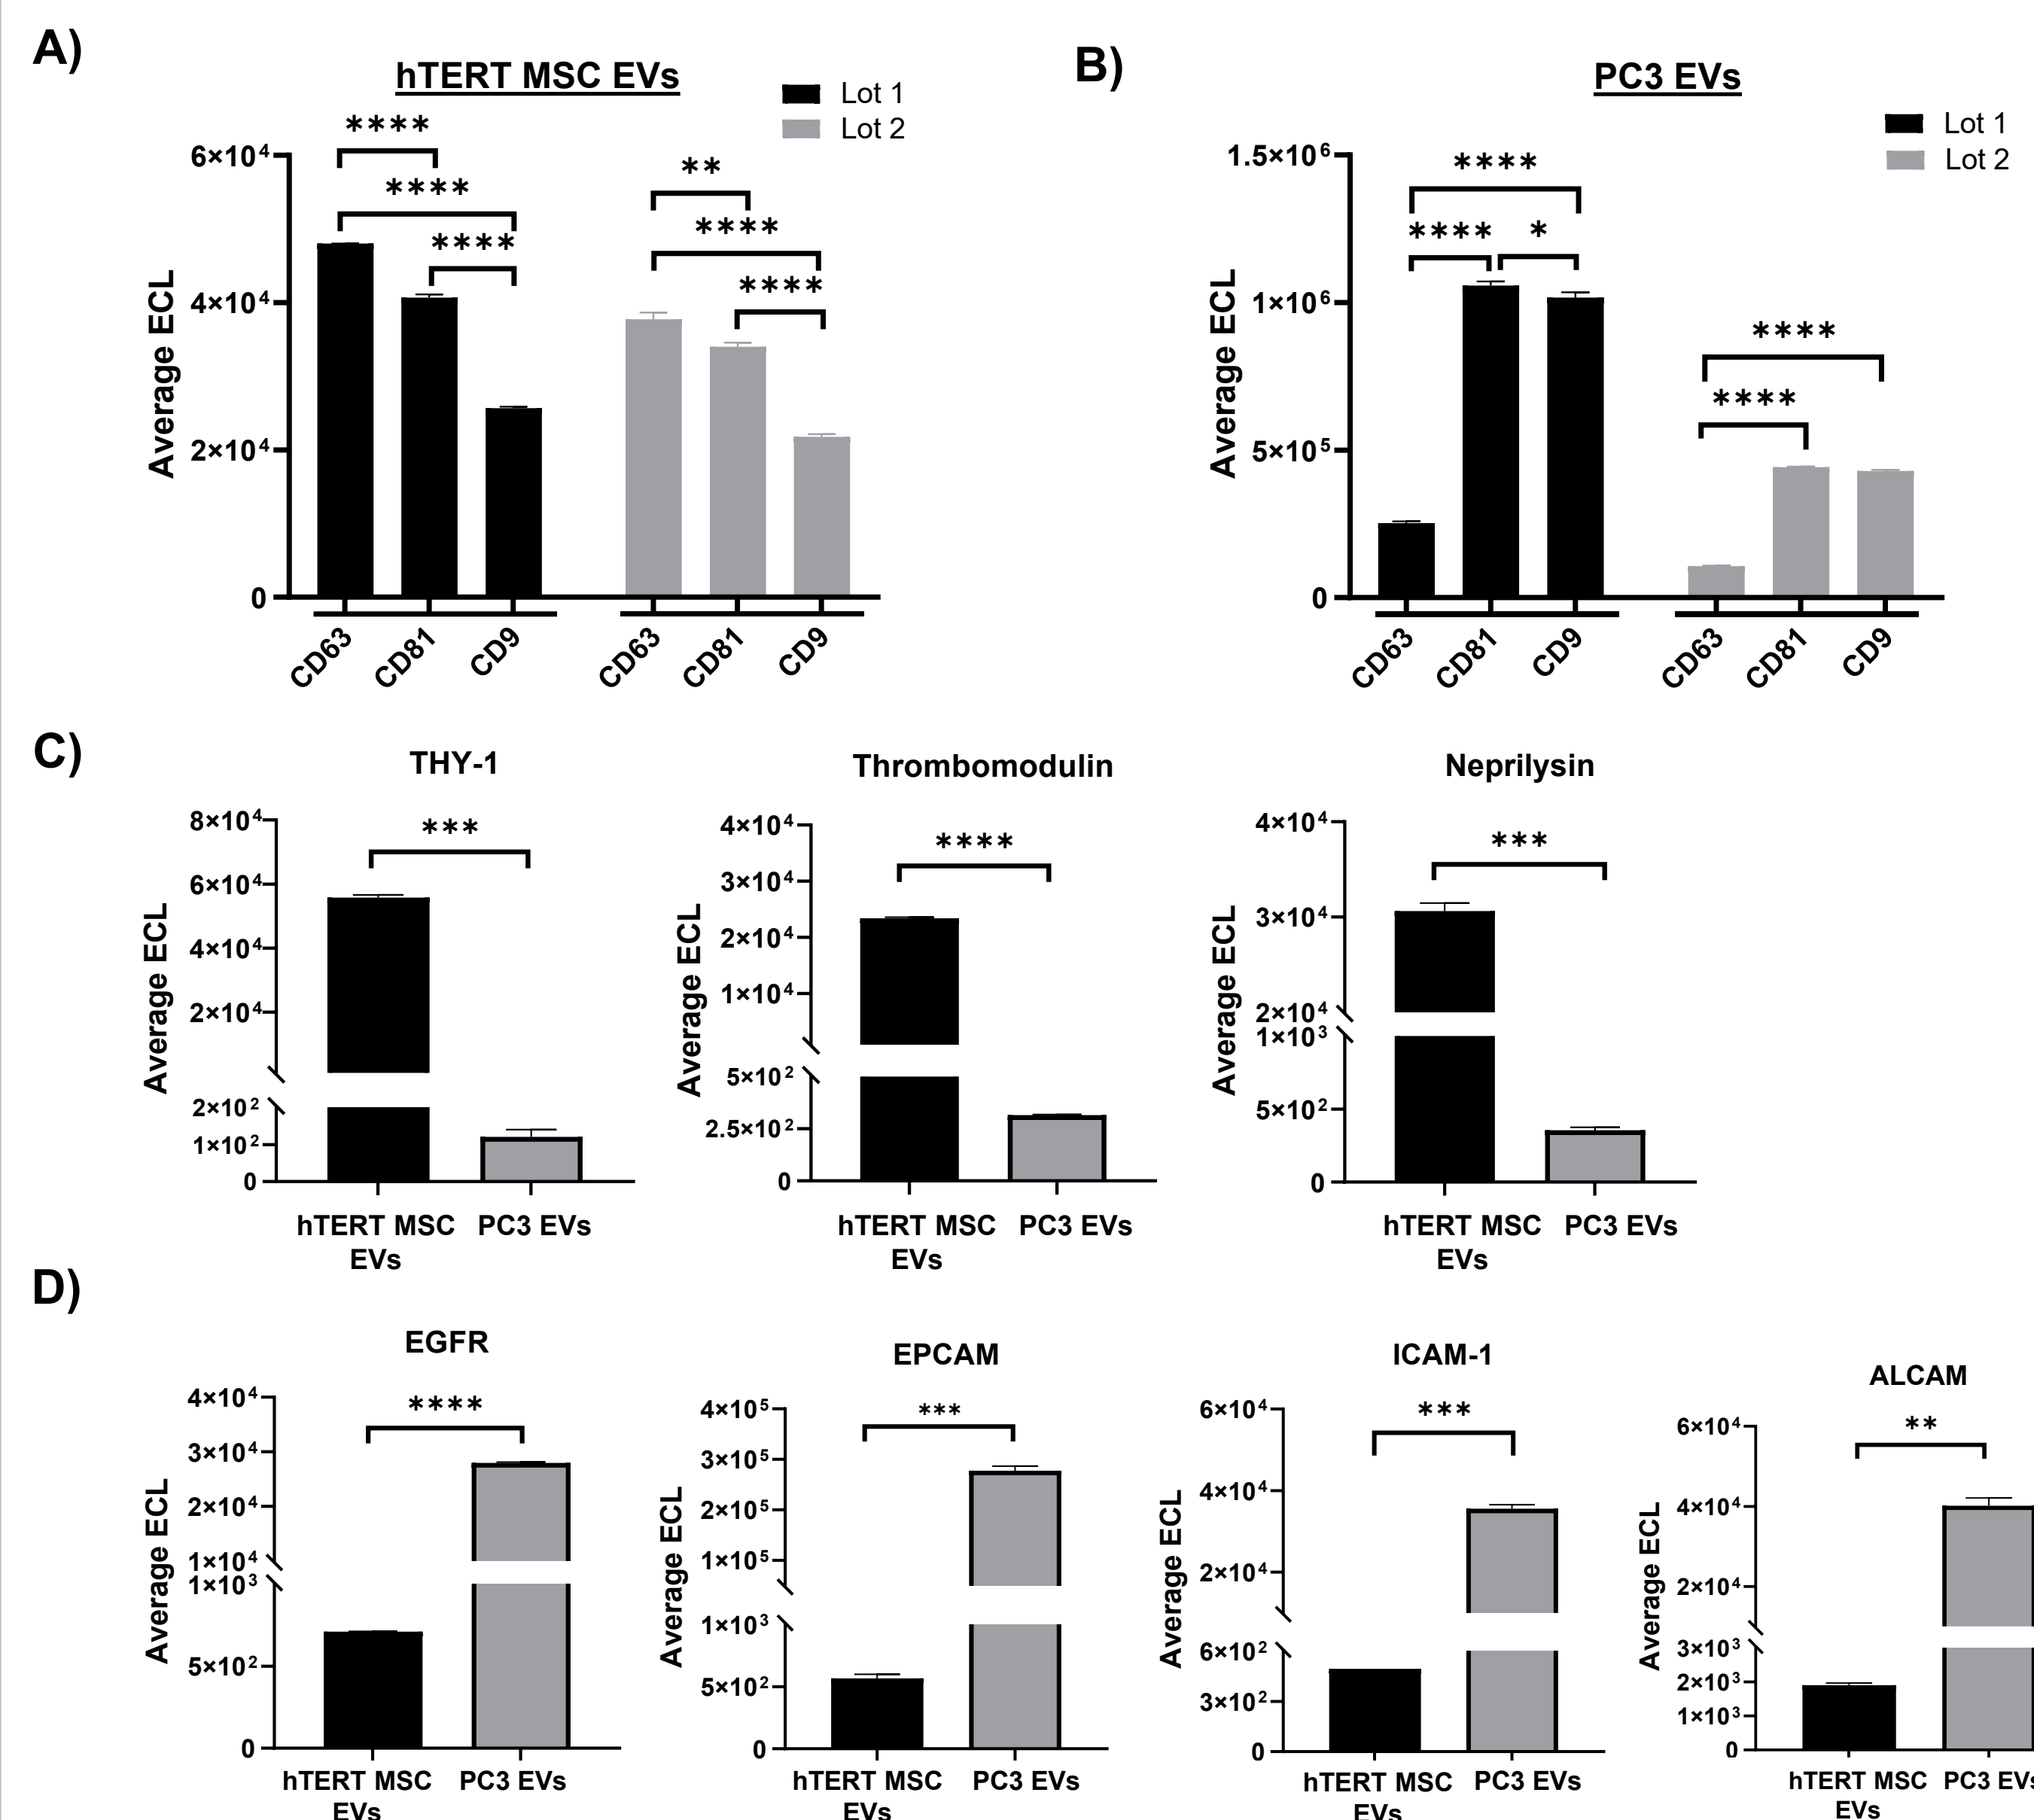 A)
hTERT MSC EVs
Lot 1
Lot 2
****
****
****
**
****
****
Average ECL
6×10⁴
4×10⁴
2×10⁴
0
CD63
CD81
CD9
CD63
CD81
CD9
B)
PC3 EVs
Lot 1
Lot 2
****
****
*
****
****
Average ECL
1.5×10⁶
1×10⁶
5×10⁵
0
CD63
CD81
CD9
CD63
CD81
CD9
C)
THY-1
***
Average ECL
8×10⁴
6×10⁴
4×10⁴
2×10⁴
2×10²
1×10²
0
hTERT MSC
EVs
PC3 EVs
Thrombomodulin
****
Average ECL
4×10⁴
3×10⁴
2×10⁴
1×10⁴
5×10²
2.5×10²
0
hTERT MSC
EVs
PC3 EVs
Neprilysin
***
Average ECL
4×10⁴
3×10⁴
2×10⁴
1×10³
5×10²
0
hTERT MSC
EVs
PC3 EVs
D)
EGFR
****
Average ECL
4×10⁴
3×10⁴
2×10⁴
1×10⁴
1×10³
5×10²
0
hTERT MSC
EVs
PC3 EVs
EPCAM
***
Average ECL
4×10⁵
3×10⁵
2×10⁵
1×10⁵
1×10³
5×10²
0
hTERT MSC
EVs
PC3 EVs
ICAM-1
***
Average ECL
6×10⁴
4×10⁴
2×10⁴
6×10²
3×10²
0
hTERT MSC
EVs
PC3 EVs
ALCAM
**
Average ECL
6×10⁴
4×10⁴
2×10⁴
3×10³
2×10³
1×10³
0
hTERT MSC
EVs
PC3 EVs